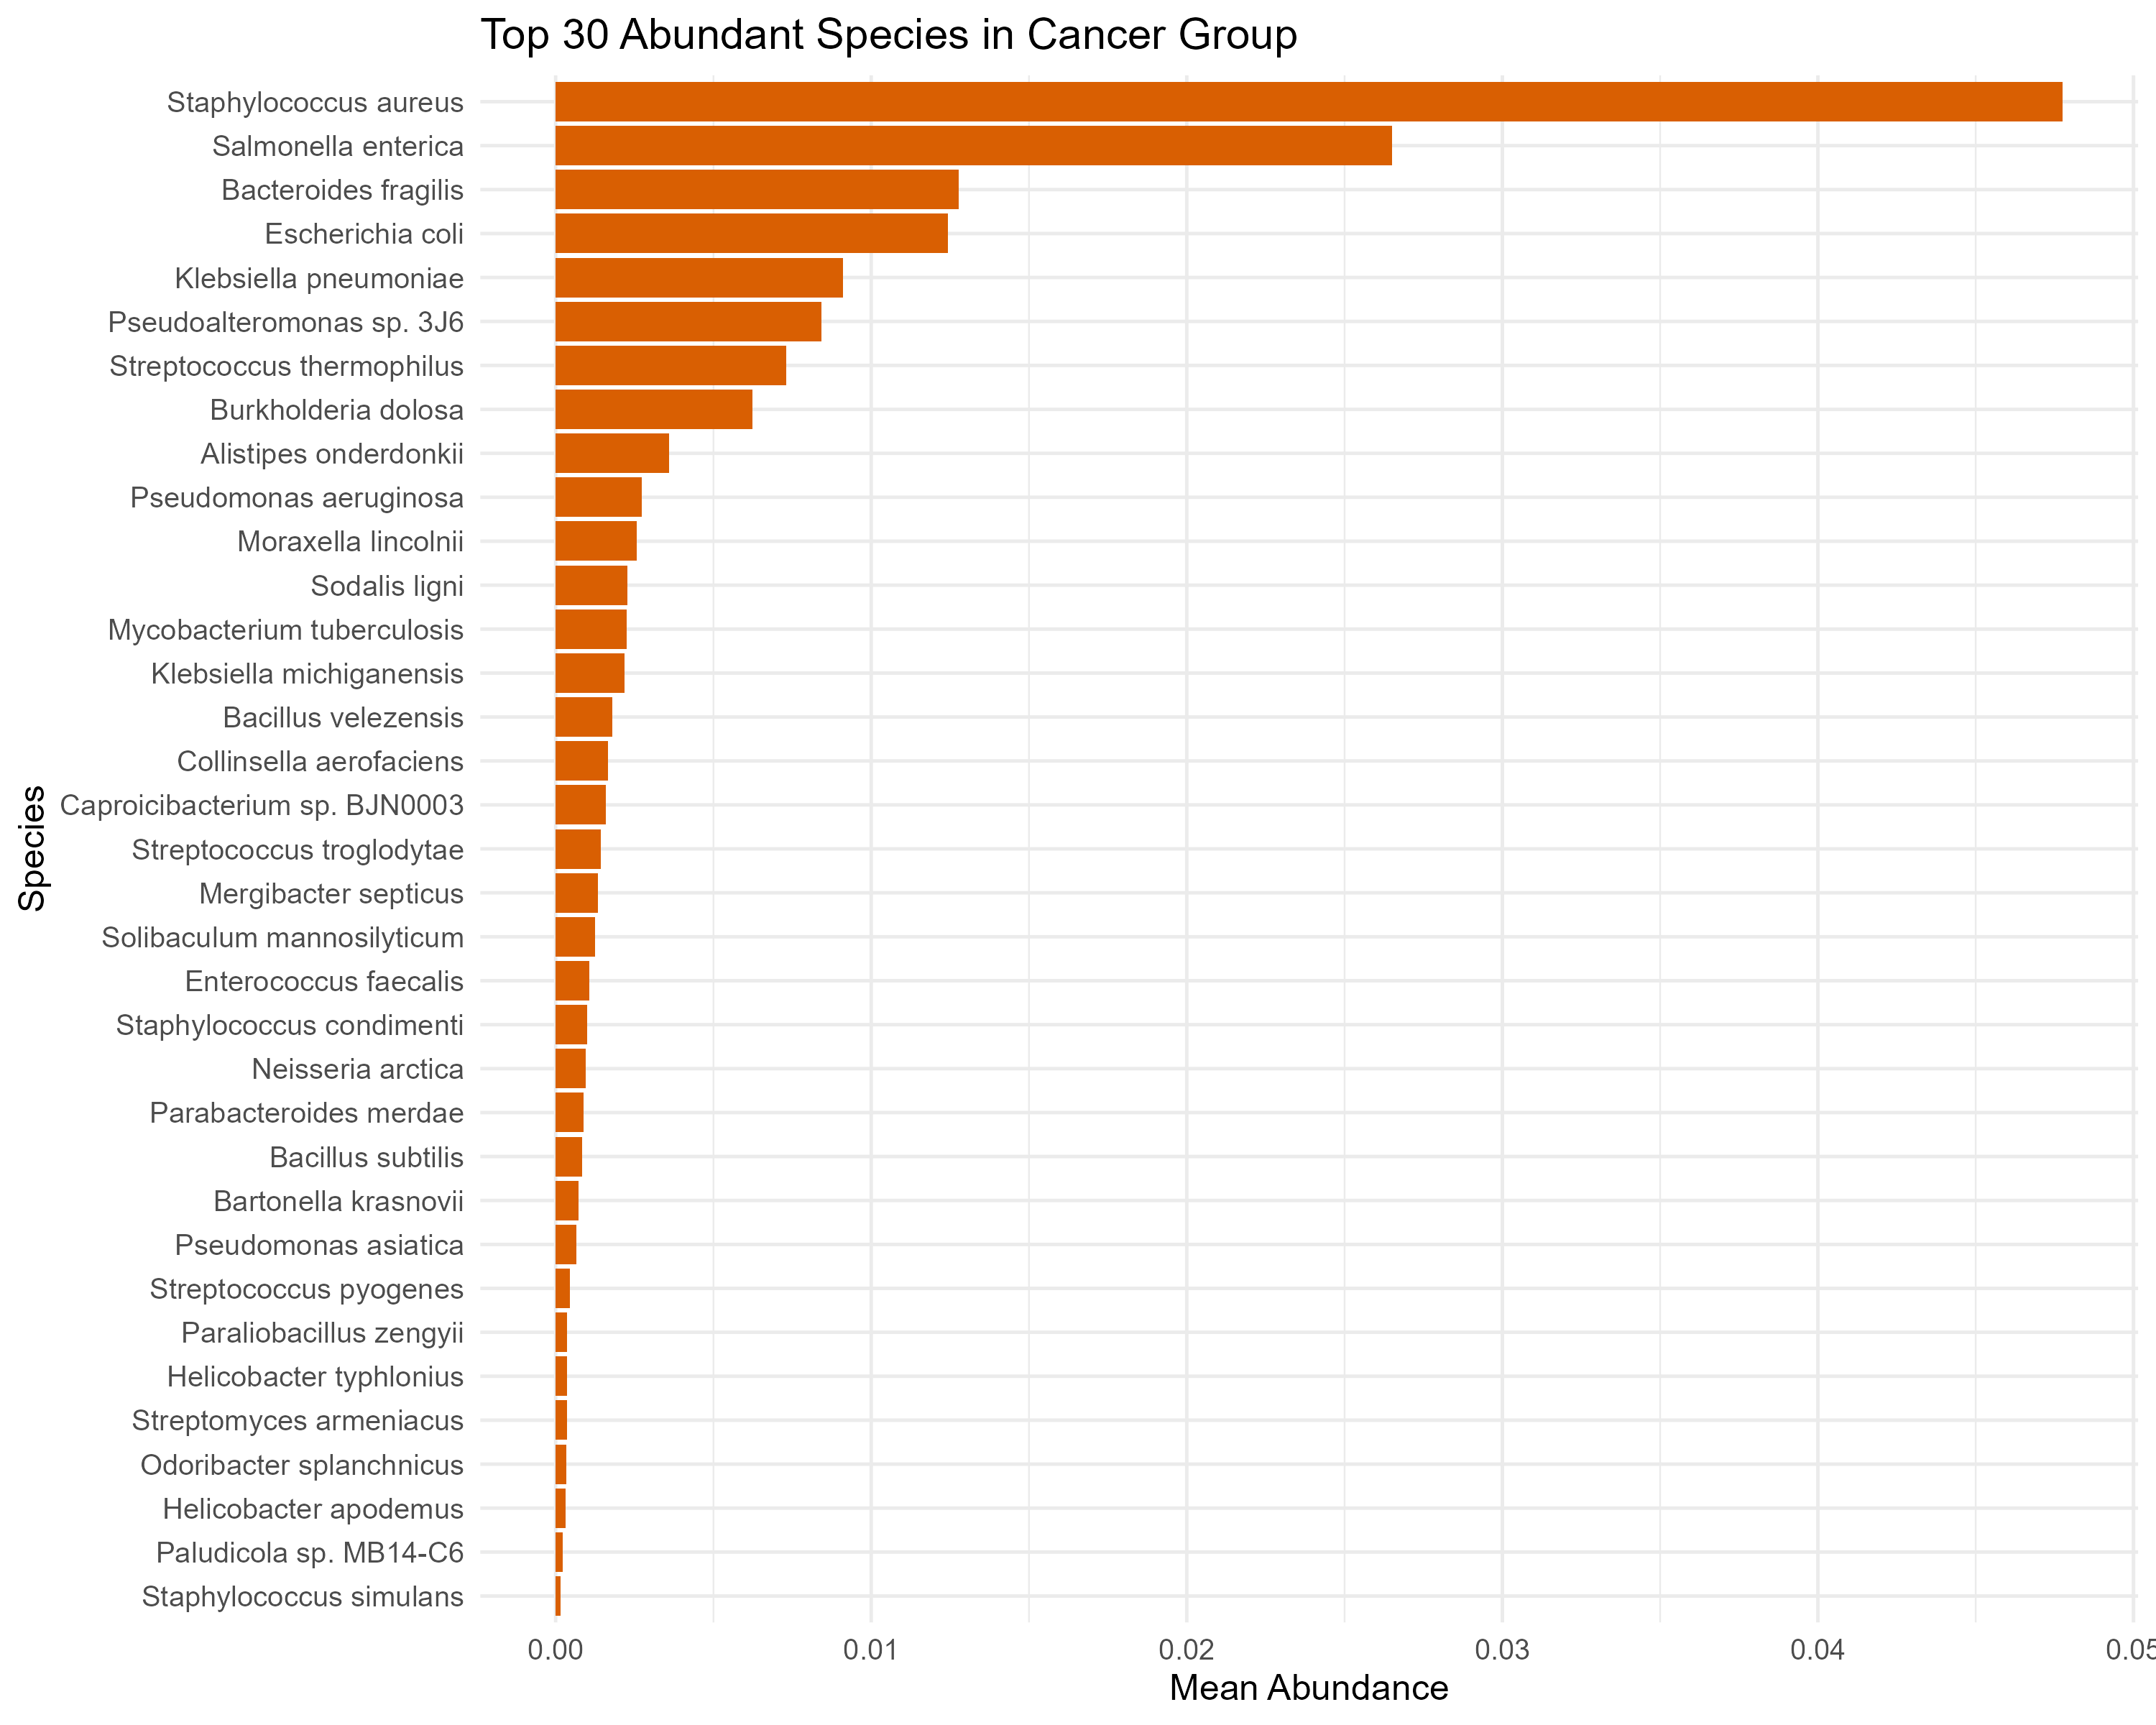 Top 30 Abundant Species in Cancer Group
Staphylococcus aureus
Salmonella enterica
Bacteroides fragilis
Escherichia coli
Klebsiella pneumoniae
Pseudoalteromonas sp. 3J6
Streptococcus thermophilus
Burkholderia dolosa
Alistipes onderdonkii
Pseudomonas aeruginosa
Moraxella lincolnii
Sodalis ligni
Mycobacterium tuberculosis
Klebsiella michiganensis
Bacillus velezensis
Collinsella aerofaciens
Caproicibacterium sp. BJN0003
Streptococcus troglodytae
Mergibacter septicus
Solibaculum mannosilyticum
Enterococcus faecalis
Staphylococcus condimenti
Neisseria arctica
Parabacteroides merdae
Bacillus subtilis
Bartonella krasnovii
Pseudomonas asiatica
Streptococcus pyogenes
Paraliobacillus zengyii
Helicobacter typhlonius
Streptomyces armeniacus
Odoribacter splanchnicus
Helicobacter apodemus
Paludicola sp. MB14-C6
Staphylococcus simulans
Species
0.00 0.01 0.02 0.03 0.04 0.05
Mean Abundance